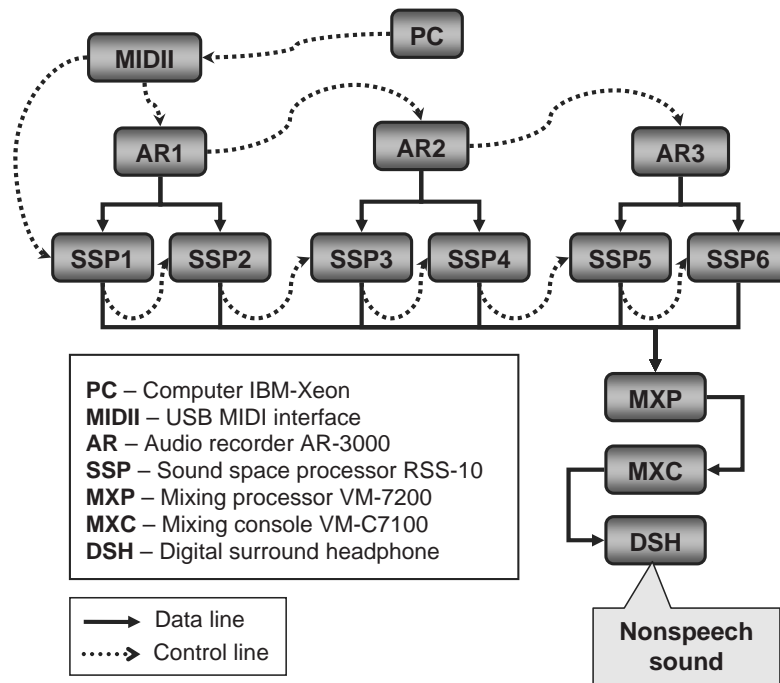 PC
MIDII
AR1
AR2
AR3
SSP1
SSP2
SSP3
SSP4
SSP5
SSP6
PC – Computer IBM-Xeon
MIDII – USB MIDI interface
AR – Audio recorder AR-3000
SSP – Sound space processor RSS-10
MXP – Mixing processor VM-7200
MXC – Mixing console VM-C7100
DSH – Digital surround headphone
MXP
MXC
DSH
Data line
Control line
Nonspeech
sound